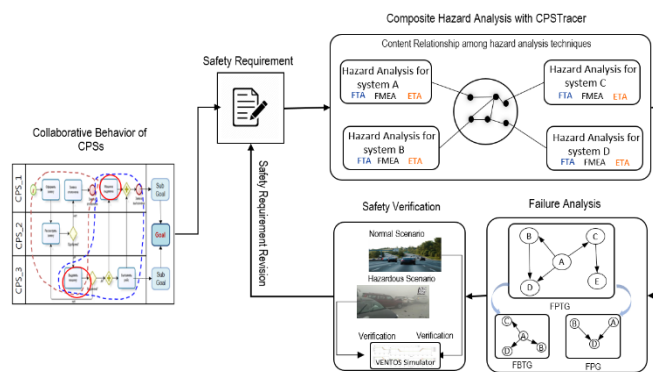 Composite Hazard Analysis with CPSTracer
Safety Requirement
Content Relationship among hazard analysis techniques
Hazard Analysis for
system A
FTA FMEA ETA
Hazard Analysis for
system C
FTA FMEA ETA
Hazard Analysis for
system B
FTA FMEA ETA
Hazard Analysis for
system D
FTA FMEA ETA
Collaborative Behavior of
CPSs
CPS_1
CPS_2
CPS_3
Sub
Goal
Goal
Sub
Goal
Safety Requirement Revision
Safety Verification
Normal Scenario
Hazardous Scenario
Verification
Verification
VENTOS Simulator
Failure Analysis
B
C
A
D
E
FPTG
C
A
D
B
FBTG
B
A
D
FPG